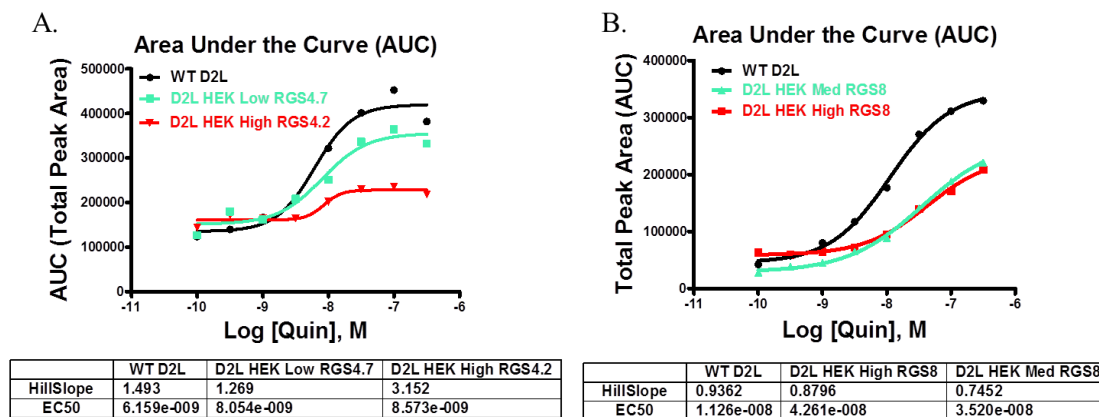 A.
Area Under the Curve (AUC)
AUC (Total Peak Area)
500000
400000
300000
200000
100000
0
WT D2L
D2L HEK Low RGS4.7
D2L HEK High RGS4.2
-11 -10 -9 -8 -7 -6
Log [Quin], M
WT D2L D2L HEK Low RGS4.7 D2L HEK High RGS4.2
HillSlope 1.493 1.269 3.152
EC50 6.159e-009 8.054e-009 8.573e-009
B.
Area Under the Curve (AUC)
Total Peak Area (AUC)
400000
300000
200000
100000
0
WT D2L
D2L HEK Med RGS8
D2L HEK High RGS8
-11 -10 -9 -8 -7 -6
Log [Quin], M
WT D2L D2L HEK High RGS8 D2L HEK Med RGS8
HillSlope 0.9362 0.8796 0.7452
EC50 1.126e-008 4.261e-008 3.520e-008